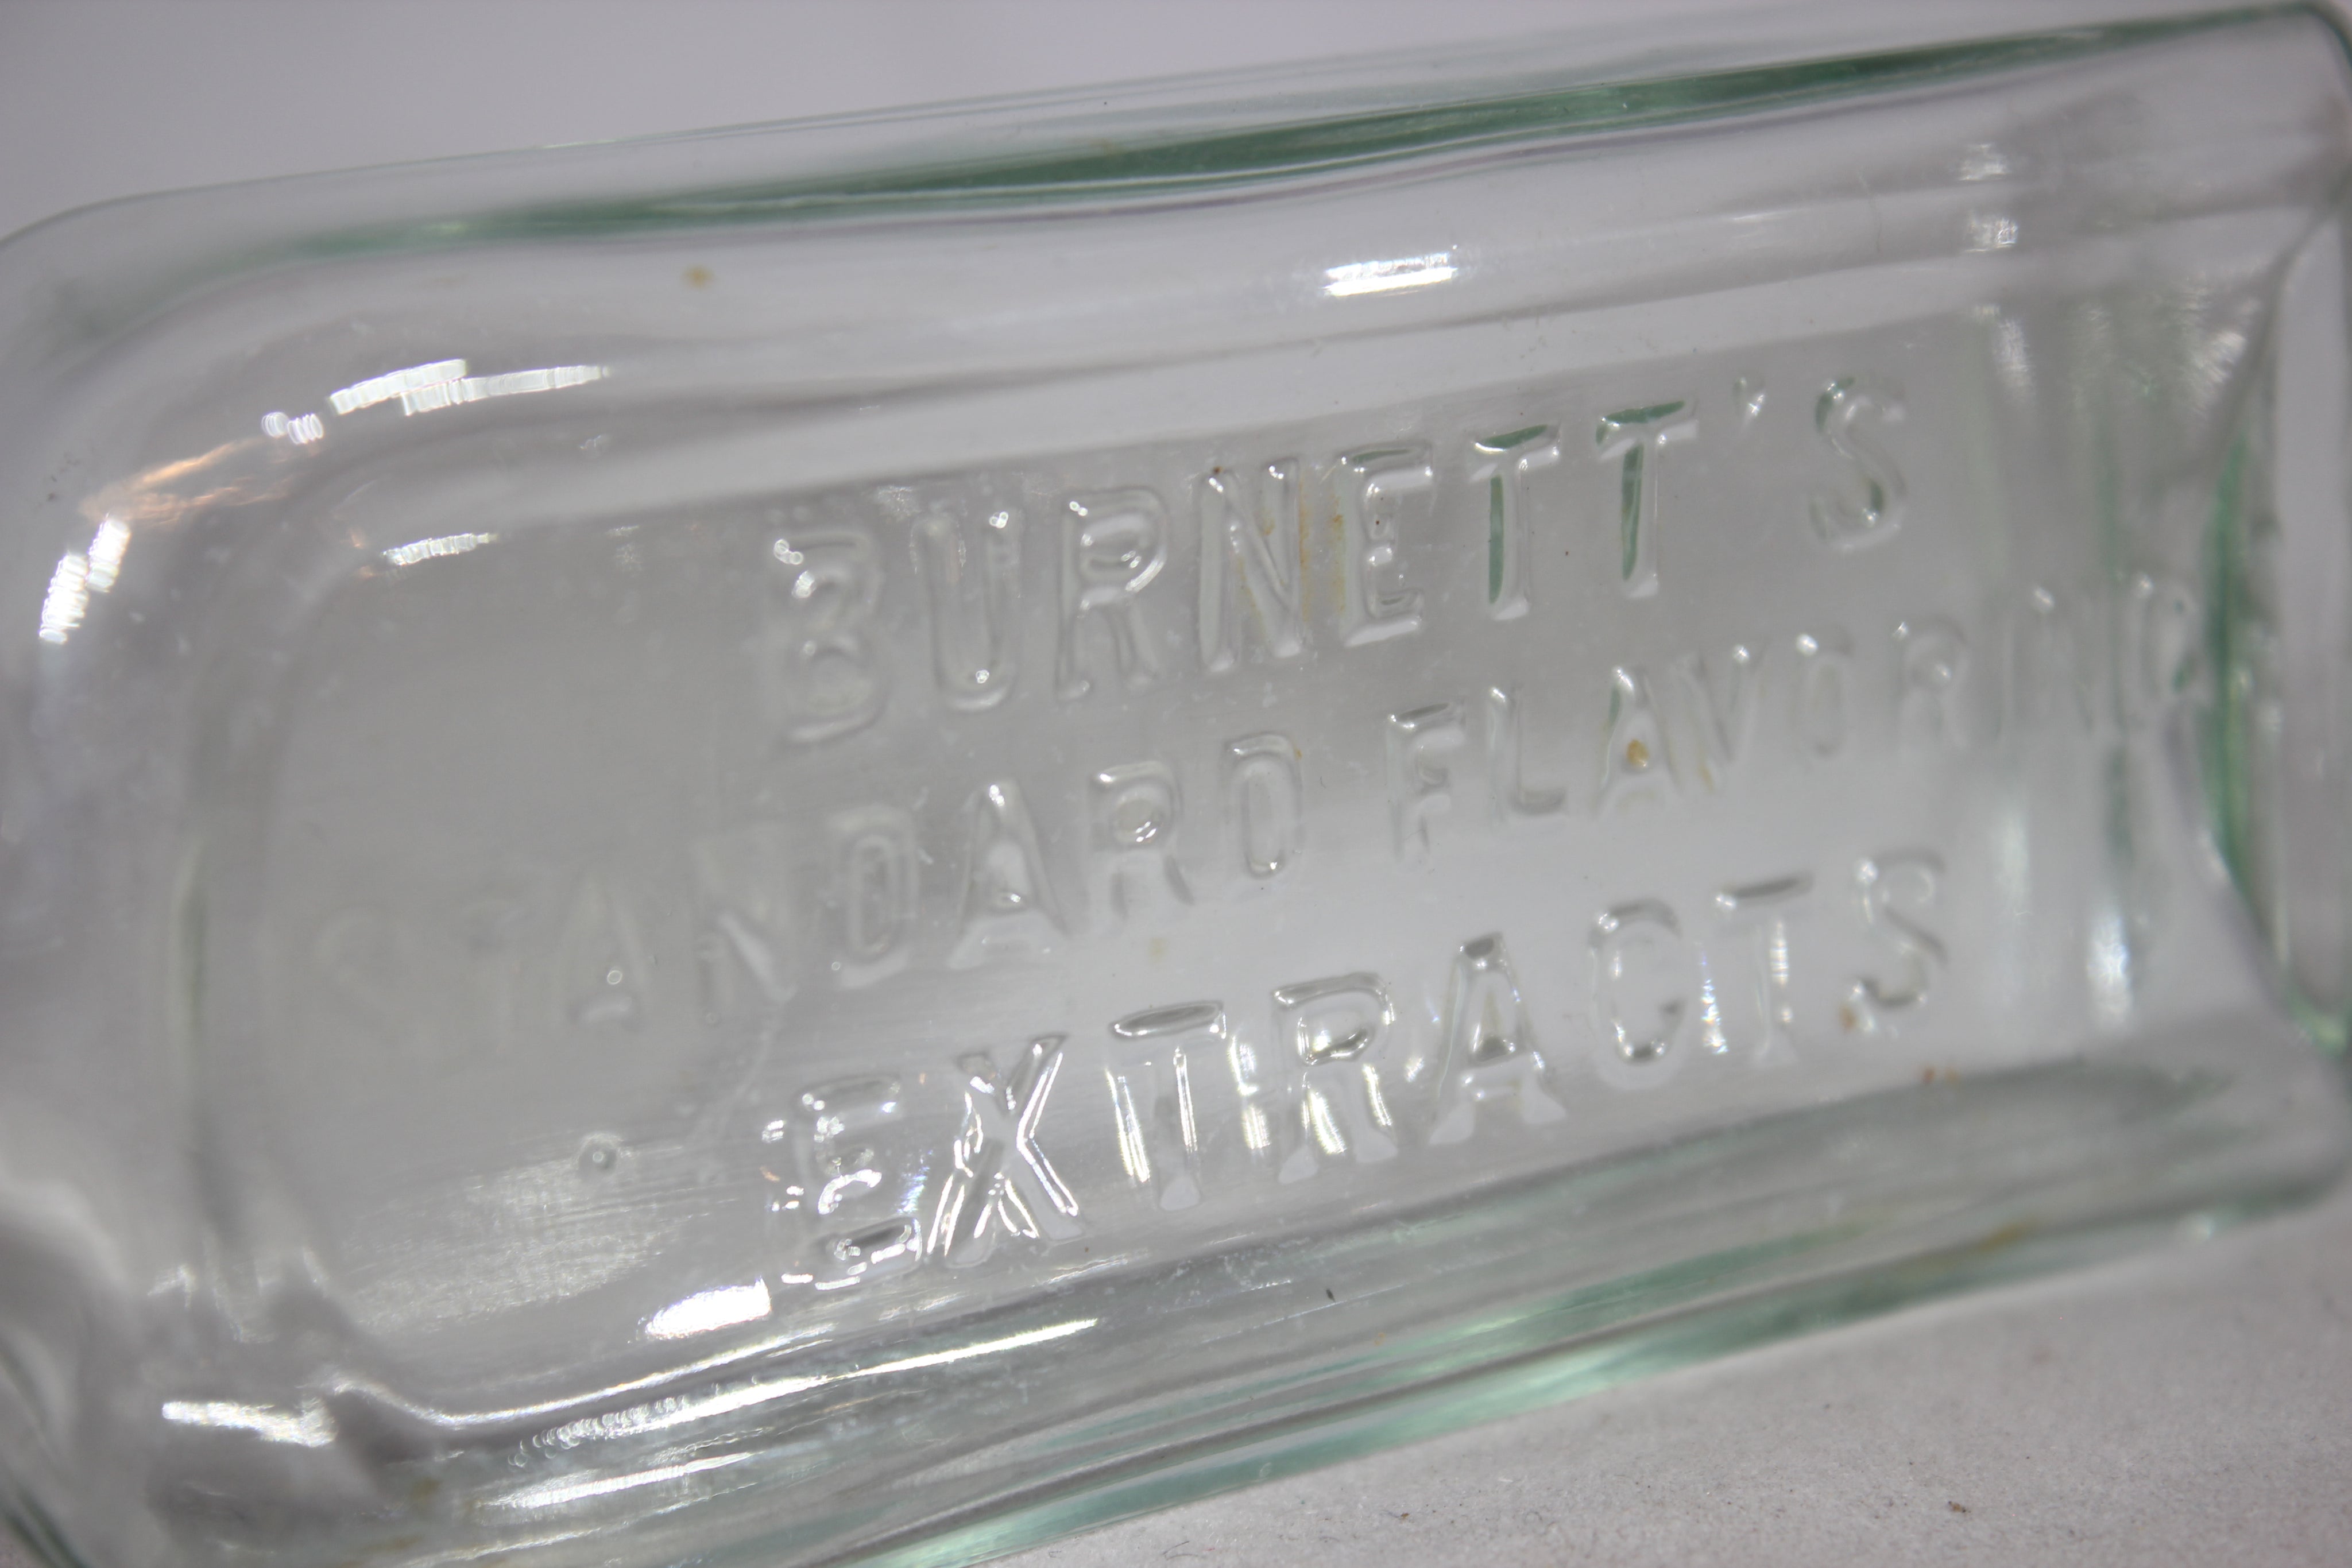 BURNETT'S
STANDARD FLAVORING
EXTRACTS